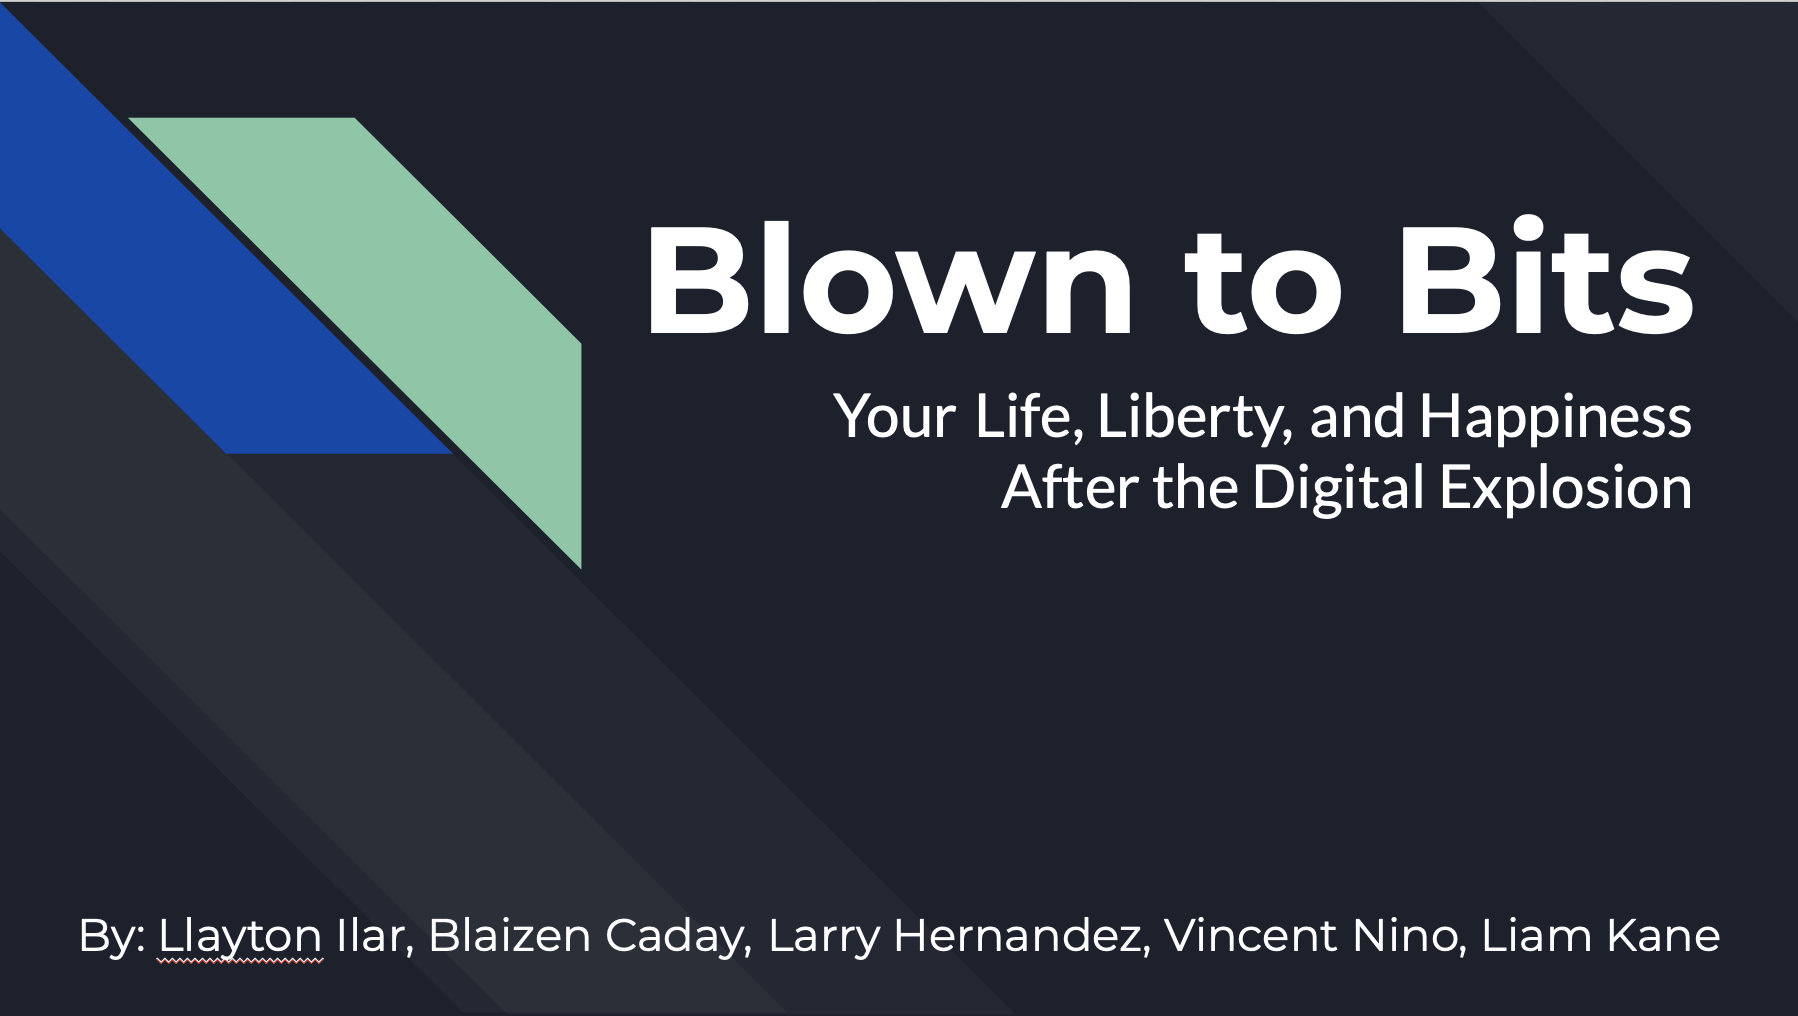 Blown to Bits
Your Life, Liberty, and Happiness
After the Digital Explosion
By: Llayton Ilar, Blaizen Caday, Larry Hernandez, Vincent Nino, Liam Kane